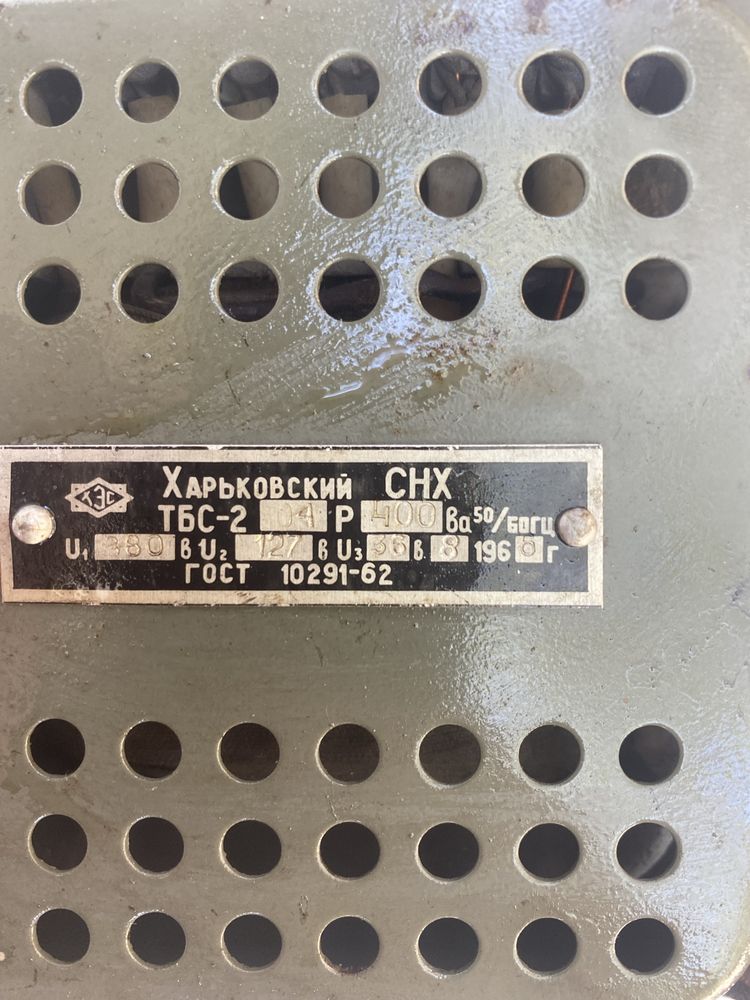 ХЭС
Харьковский СНХ
ТБС-2 04 Р 400 ва 50/60гц
U₁ 380 в U₂ 127 в U₃ 36 в. 8 1968 г
ГОСТ 10291-62